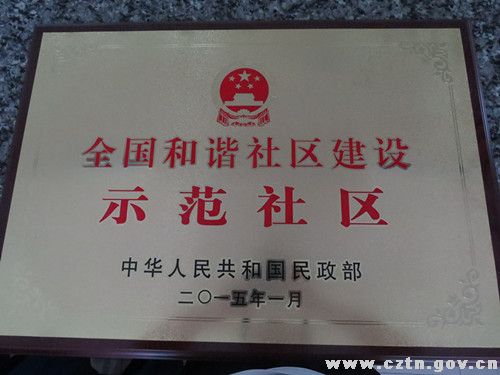 全国和谐社区建设
示范社区
中华人民共和国民政部
二〇一五年一月
www.cztn.gov.cn